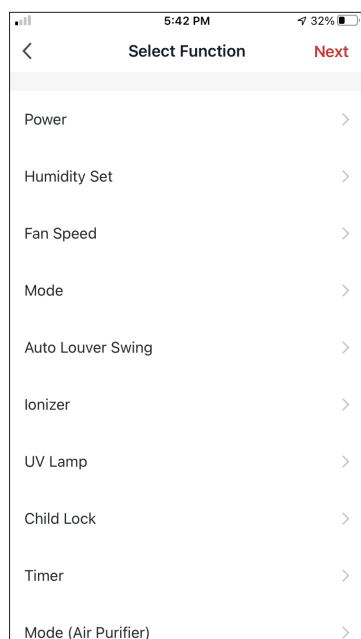 5:42 PM 32%
Select Function Next
Power
Humidity Set
Fan Speed
Mode
Auto Louver Swing
Ionizer
UV Lamp
Child Lock
Timer
Mode (Air Purifier)